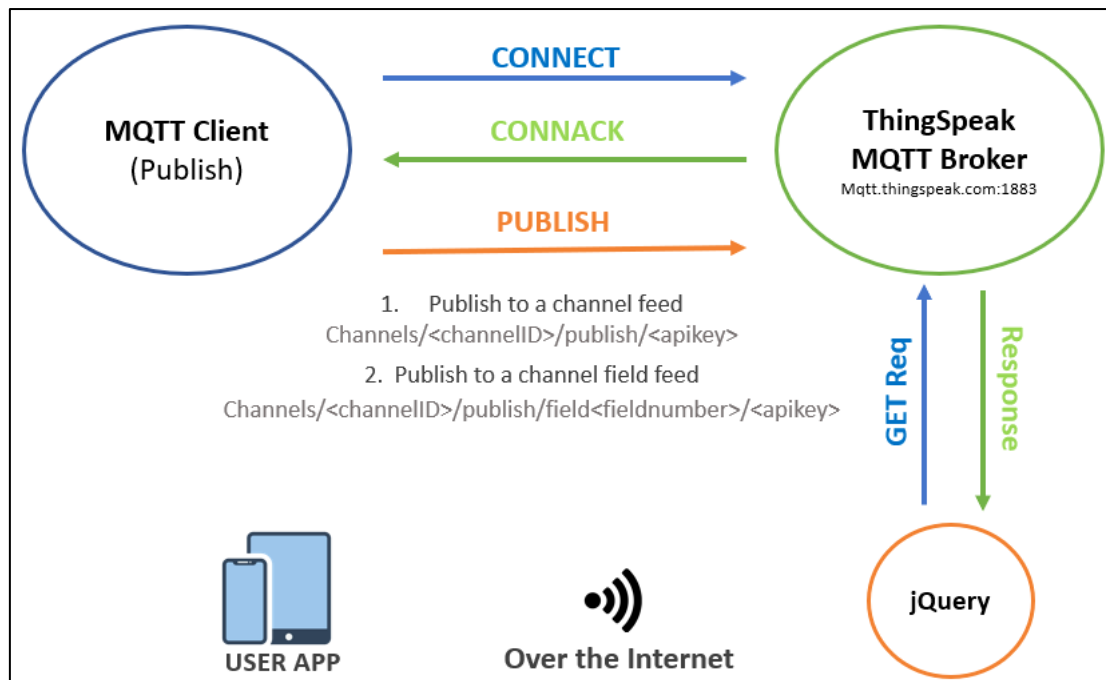 CONNECT
MQTT Client
(Publish)
CONNACK
ThingSpeak
MQTT Broker
Mqtt.thingspeak.com:1883
PUBLISH
1. Publish to a channel feed
Channels/<channelID>/publish/<apikey>
2. Publish to a channel field feed
Channels/<channelID>/publish/field<fieldnumber>/<apikey>
GET Req
Response
jQuery
USER APP
Over the Internet